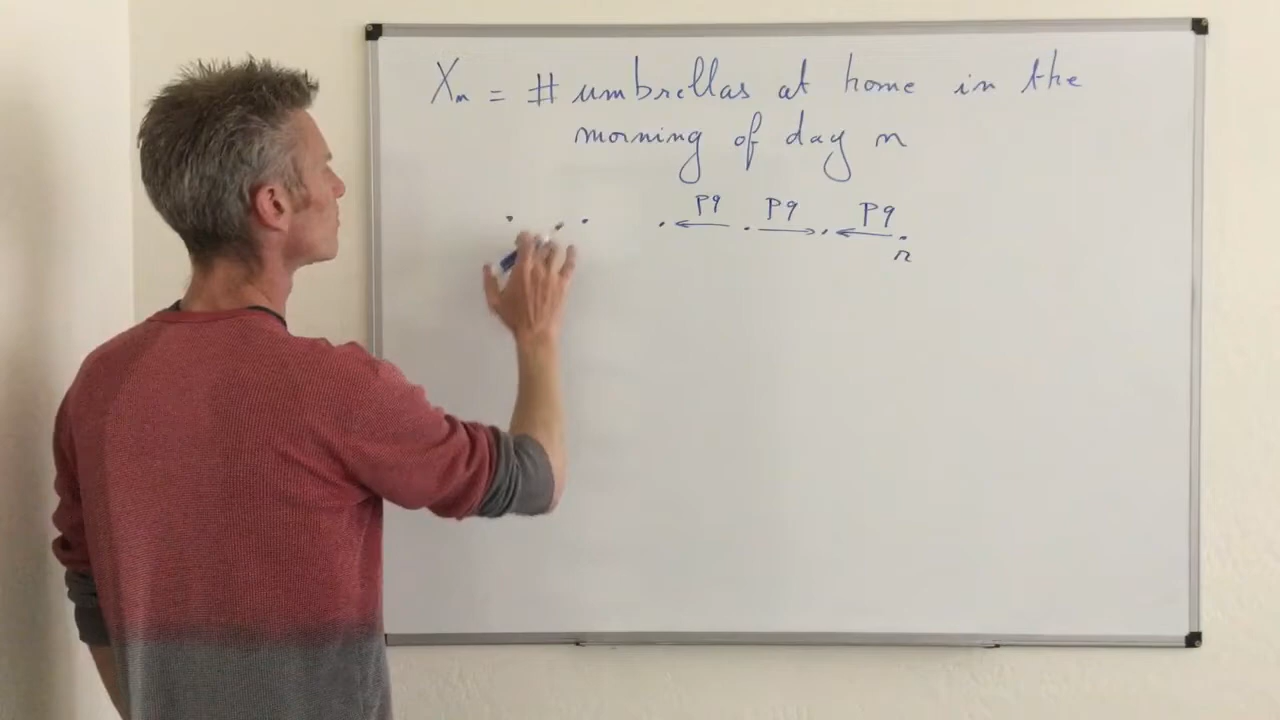 Xn = # umbrellas at home in the
morning of day n
pq pq pq
r